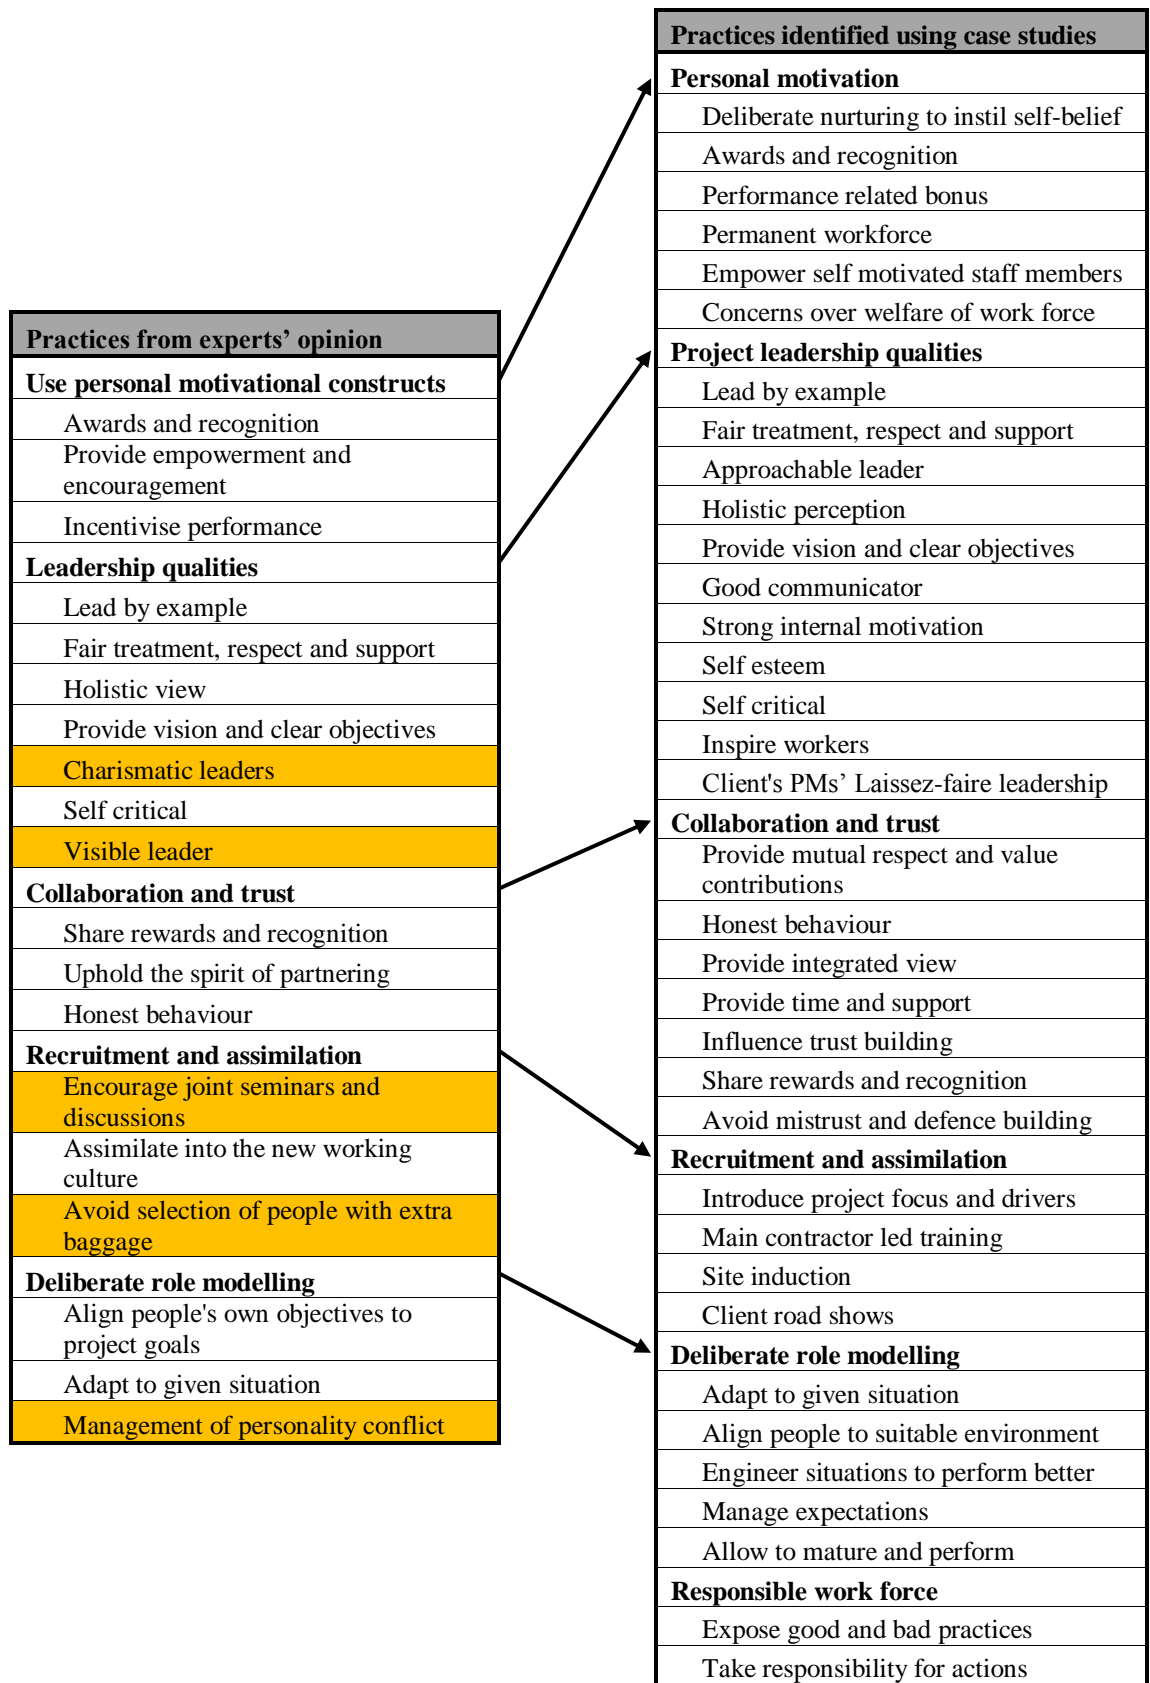 Practices from experts’ opinion
Use personal motivational constructs
Awards and recognition
Provide empowerment and
encouragement
Incentivise performance
Leadership qualities
Lead by example
Fair treatment, respect and support
Holistic view
Provide vision and clear objectives
Charismatic leaders
Self critical
Visible leader
Collaboration and trust
Share rewards and recognition
Uphold the spirit of partnering
Honest behaviour
Recruitment and assimilation
Encourage joint seminars and
discussions
Assimilate into the new working
culture
Avoid selection of people with extra
baggage
Deliberate role modelling
Align people's own objectives to
project goals
Adapt to given situation
Management of personality conflict
Practices identified using case studies
Personal motivation
Deliberate nurturing to instil self-belief
Awards and recognition
Performance related bonus
Permanent workforce
Empower self motivated staff members
Concerns over welfare of work force
Project leadership qualities
Lead by example
Fair treatment, respect and support
Approachable leader
Holistic perception
Provide vision and clear objectives
Good communicator
Strong internal motivation
Self esteem
Self critical
Inspire workers
Client's PMs’ Laissez-faire leadership
Collaboration and trust
Provide mutual respect and value
contributions
Honest behaviour
Provide integrated view
Provide time and support
Influence trust building
Share rewards and recognition
Avoid mistrust and defence building
Recruitment and assimilation
Introduce project focus and drivers
Main contractor led training
Site induction
Client road shows
Deliberate role modelling
Adapt to given situation
Align people to suitable environment
Engineer situations to perform better
Manage expectations
Allow to mature and perform
Responsible work force
Expose good and bad practices
Take responsibility for actions